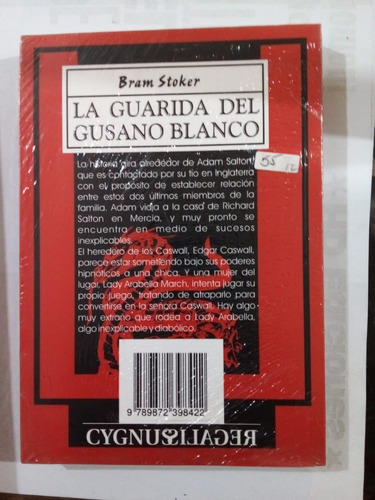 Bram Stoker
LA GUARIDA DEL
GUSANO BLANCO
La historia gira alrededor de Adam Salton,
que es contactado por su tío en Inglaterra
con el propósito de establecer relación
entre estos dos últimos miembros de la
familia. Adam viaja a la casa de Richard
Salton en Mercia, y muy pronto se
encuentra en medio de sucesos
inexplicables.
El heredero de los Caswall, Edgar Caswall,
parece estar sometiendo bajo sus poderes
hipnóticos a una chica. Y una mujer del
lugar, Lady Arabella March, intenta jugar su
propio juego, tratando de atraparlo para
convertirse en la señora Caswall. Hay algo
muy extraño que rodea a Lady Arabella,
algo inexplicable y diabólico.
55
12
9 789872 398422
CYGNUS REGALIS